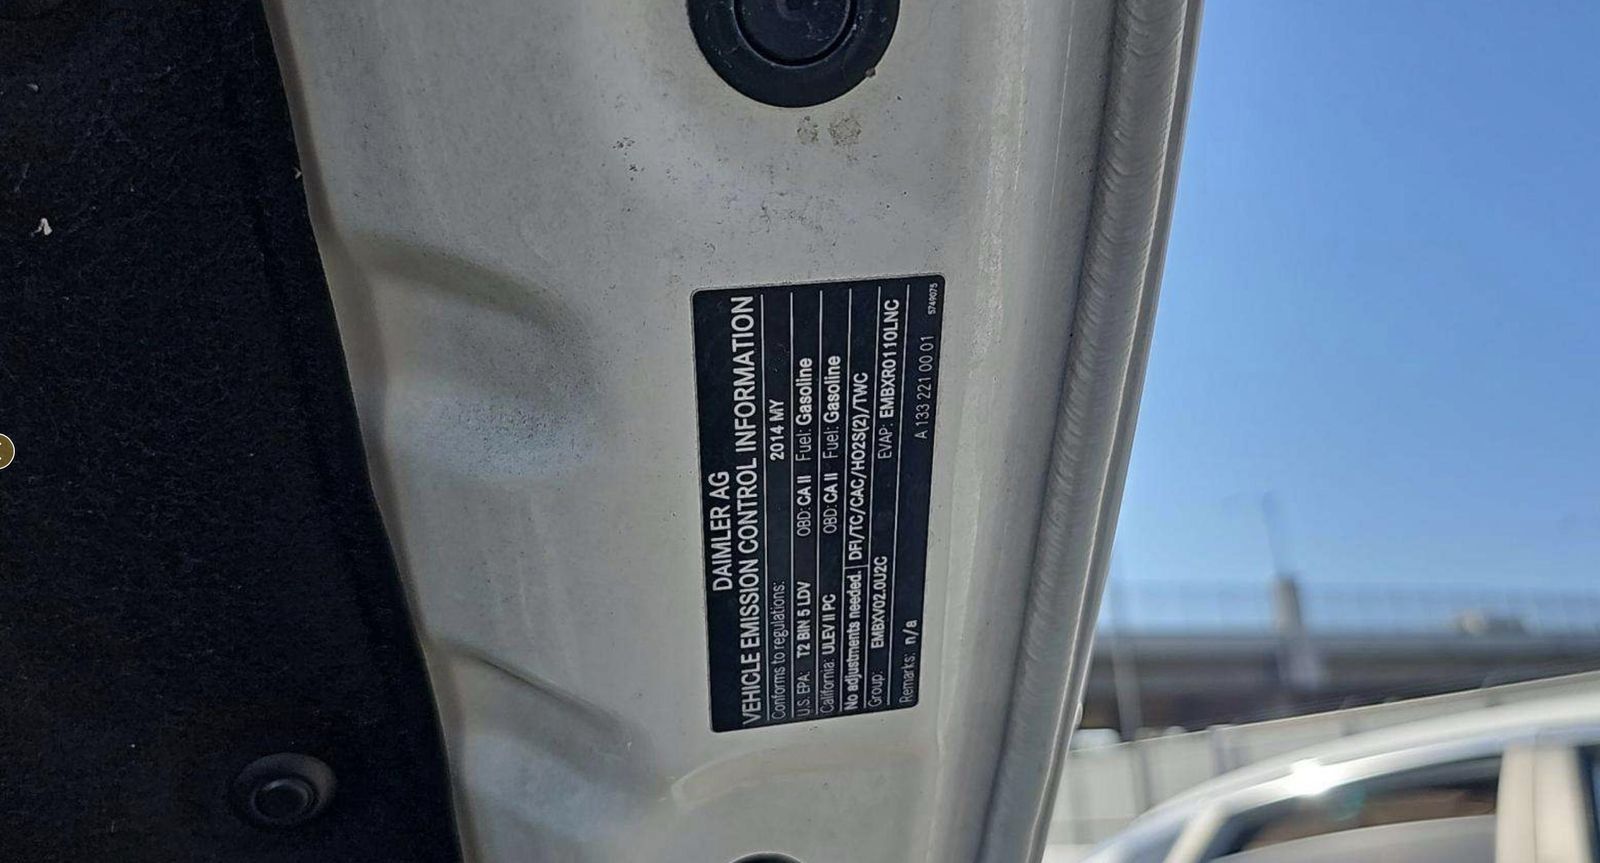 DAIMLER AG
VEHICLE EMISSION CONTROL INFORMATION
Conforms to regulations: 2014 MY
U.S. EPA: T2 BIN 5 LDV OBD: CA II Fuel: Gasoline
California: ULEV II PC OBD: CA II Fuel: Gasoline
No adjustments needed. DFI/TC/CAC/HO2S(2)/TWC
Group: EMBXV02.0U2C EVAP: EMBXR0110LNC
Remarks: n/a A 133 221 00 01
5749075